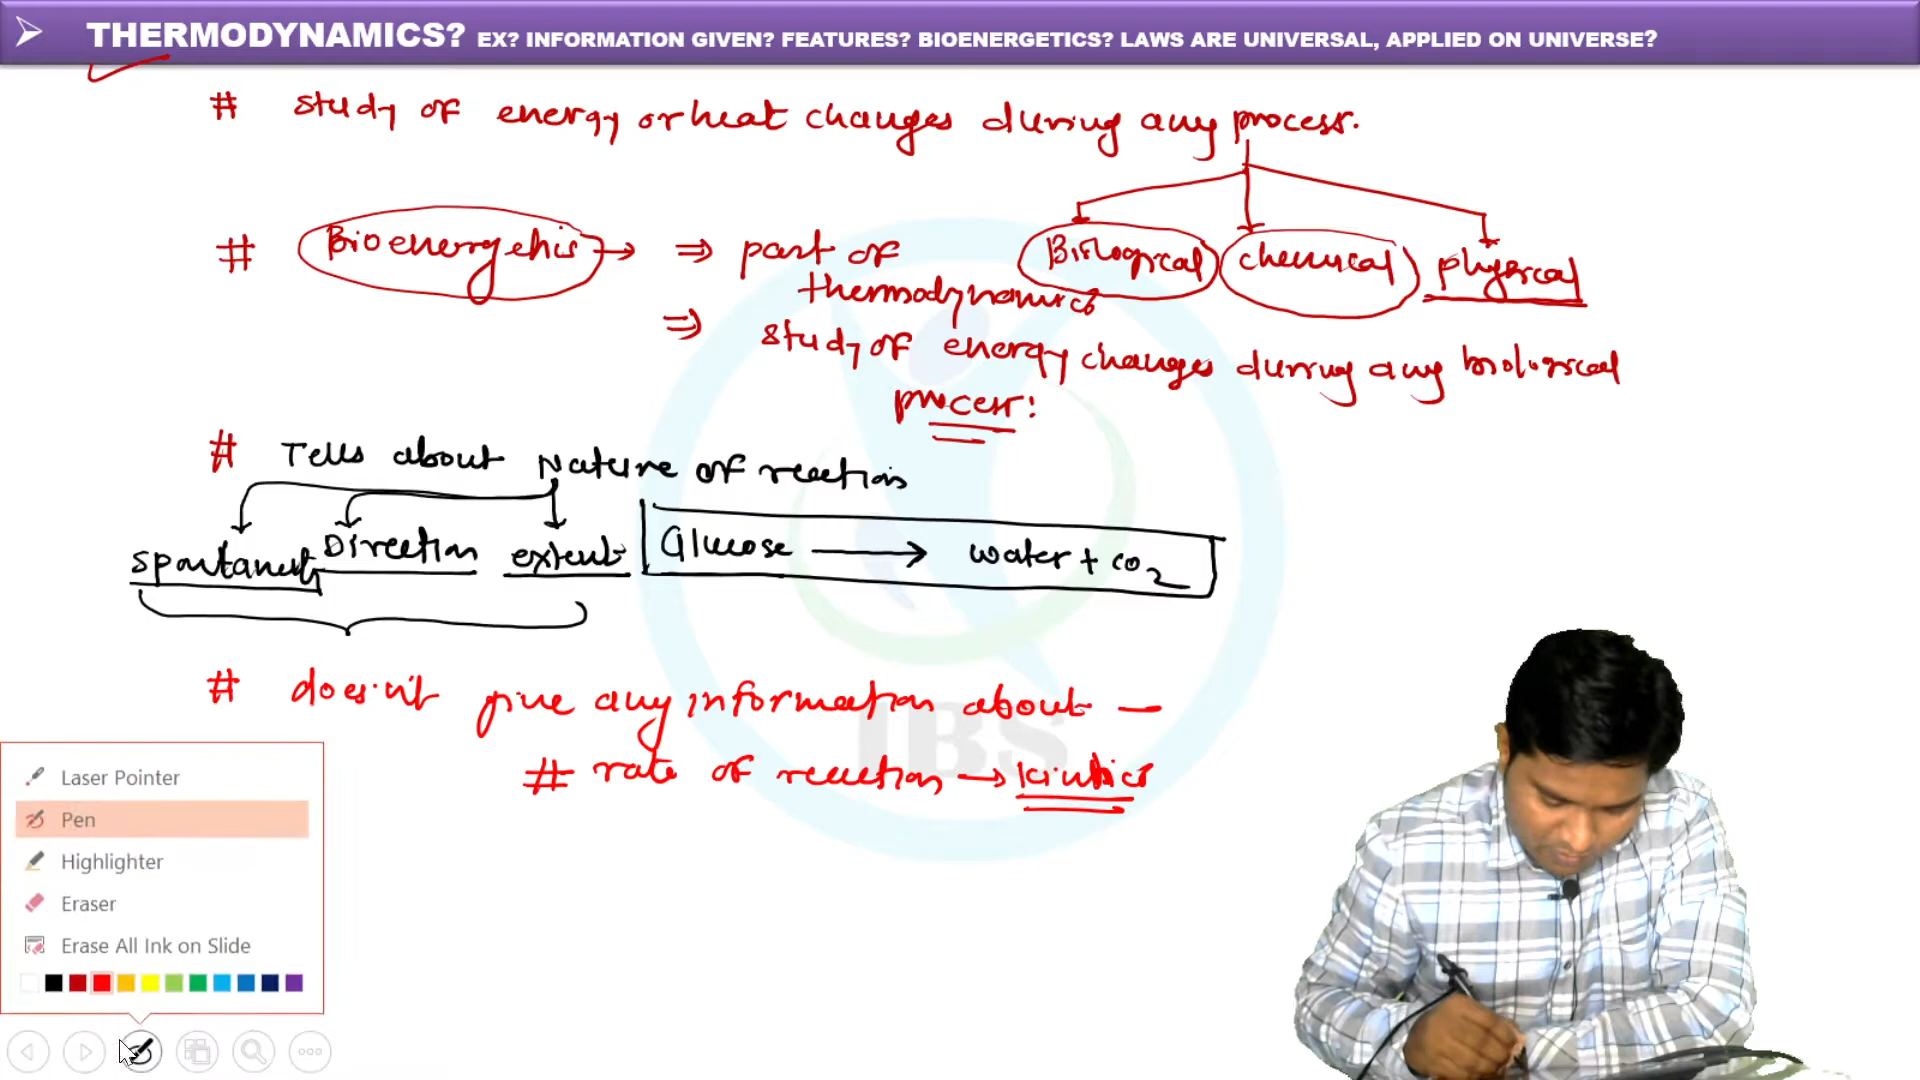 THERMODYNAMICS? EX? INFORMATION GIVEN? FEATURES? BIOENERGETICS? LAWS ARE UNIVERSAL, APPLIED ON UNIVERSE?
# study of energy or heat changes during any process.
Biological chemical physical
# Bioenergetics → ⇒ part of
thermodynamics
⇒ study of energy changes during any biological
process:
# Tells about Nature of reaction
spontaneity Direction extent Glucose → water + CO2
# doesn't give any information about –
# rate of reaction → kinetics
IBS
Laser Pointer
Pen
Highlighter
Eraser
Erase All Ink on Slide